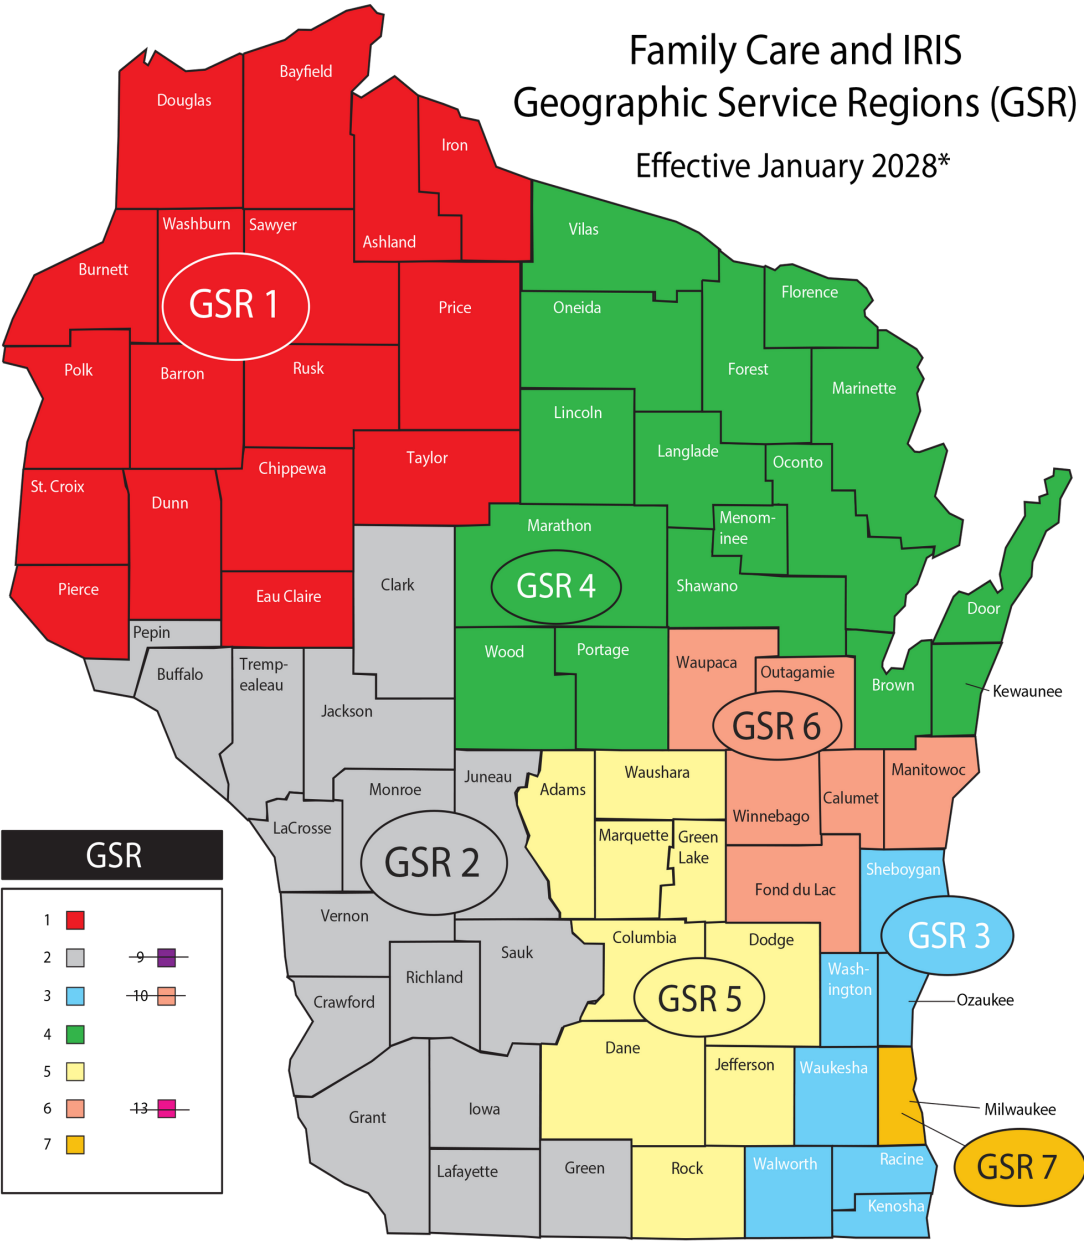 Family Care and IRIS
Geographic Service Regions (GSR)
Effective January 2028*
Bayfield
Douglas
Iron
Washburn
Sawyer
Vilas
Ashland
Burnett
Florence
GSR 1
Price
Oneida
Polk
Barron
Rusk
Forest
Marinette
Lincoln
Langlade
Taylor
Chippewa
Oconto
St. Croix
Dunn
Marathon
Menom-
inee
Pierce
Eau Claire
Clark
GSR 4
Shawano
Door
Pepin
Wood
Portage
Waupaca
Buffalo
Tremp-
ealeau
Outagamie
Brown
Kewaunee
Jackson
GSR 6
Juneau
Waushara
Manitowoc
Monroe
Adams
Calumet
Winnebago
LaCrosse
Marquette
Green
Lake
GSR
GSR 2
Sheboygan
Fond du Lac
Vernon
Columbia
Dodge
GSR 3
Sauk
Richland
Wash-
ington
Crawford
GSR 5
Ozaukee
Dane
Jefferson
Waukesha
Grant
Iowa
Milwaukee
Lafayette
Green
Rock
Walworth
Racine
GSR 7
Kenosha
1
2
9
3
10
4
5
6
13
7